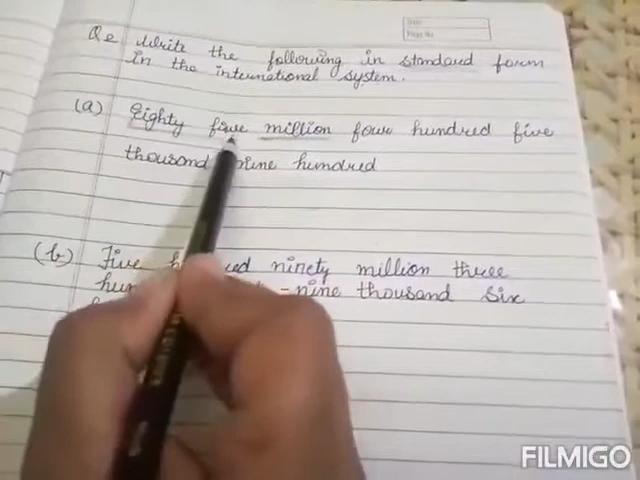 Date
Page No
Qe Write the following in standard form
in the international system.
(a) Eighty five million four hundred five
thousand nine hundred
(b) Five ninety million three
- nine thousand six
FILMIGO